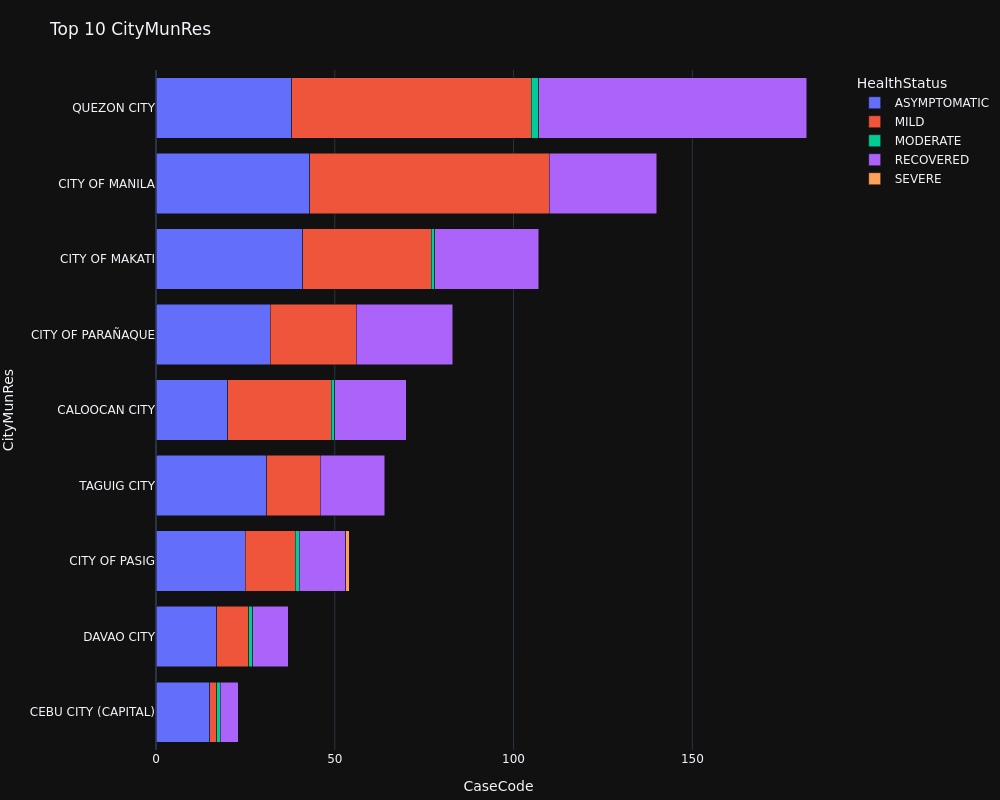 Top 10 CityMunRes
HealthStatus
ASYMPTOMATIC
MILD
MODERATE
RECOVERED
SEVERE
CityMunRes
QUEZON CITY
CITY OF MANILA
CITY OF MAKATI
CITY OF PARAÑAQUE
CALOOCAN CITY
TAGUIG CITY
CITY OF PASIG
DAVAO CITY
CEBU CITY (CAPITAL)
0 50 100 150
CaseCode